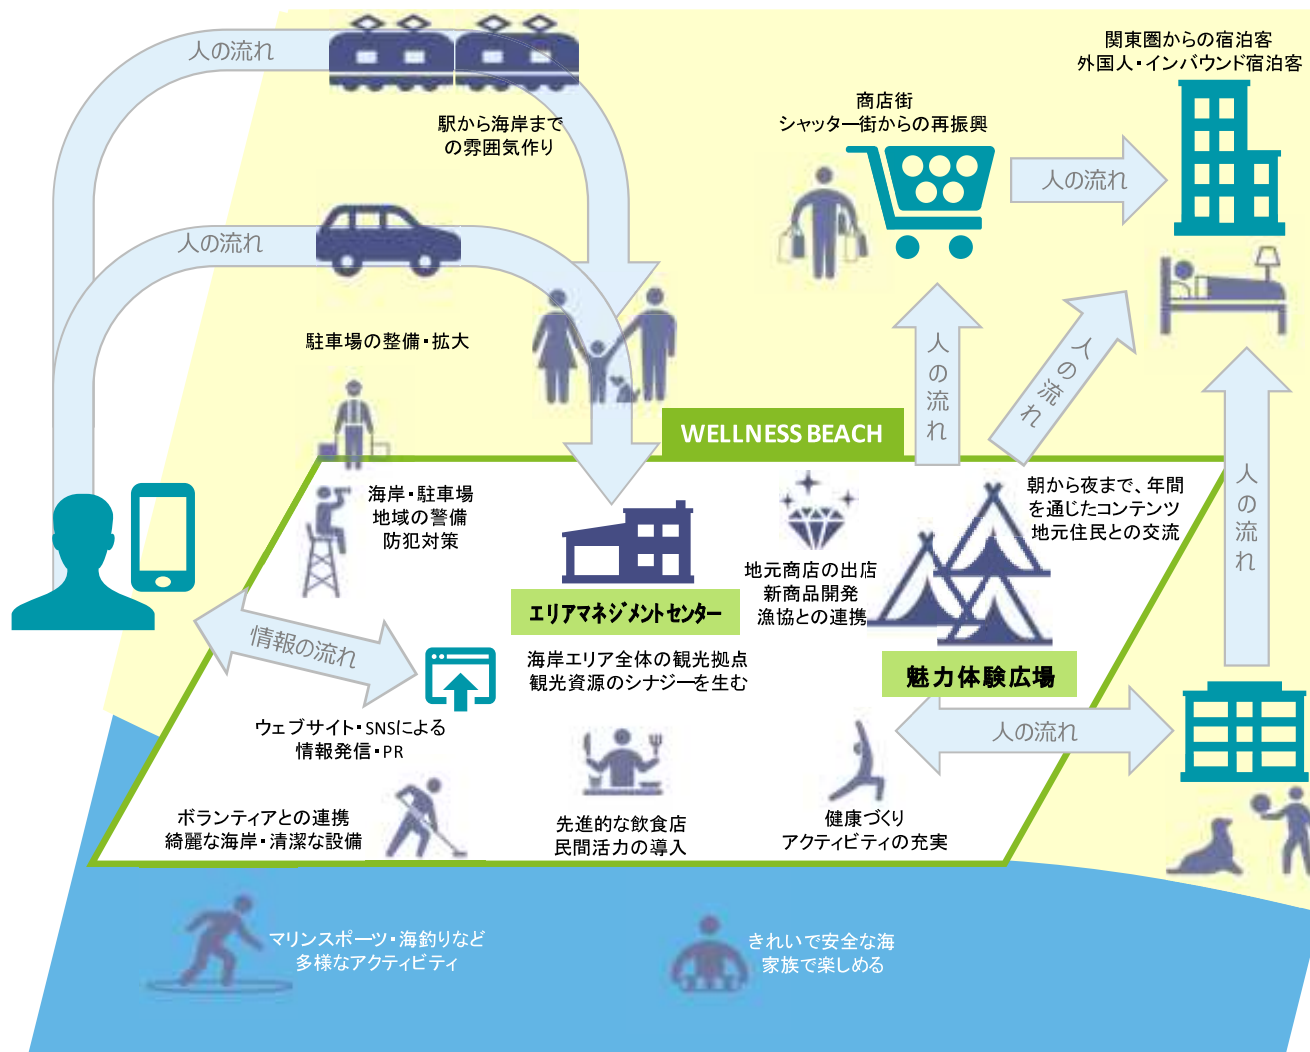 人の流れ
駅から海岸まで
の雰囲気作り
関東圏からの宿泊客
外国人・インバウンド宿泊客
商店街
シャッター街からの再振興
人の流れ
人の流れ
駐車場の整備・拡大
人の流れ
人の流れ
WELLNESS BEACH
海岸・駐車場
地域の警備
防犯対策
朝から夜まで、年間
を通じたコンテンツ
地元住民との交流
人の流れ
地元商店の出店
新商品開発
漁協との連携
エリアマネジメントセンター
情報の流れ
海岸エリア全体の観光拠点
観光資源のシナジーを生む
魅力体験広場
ウェブサイト・SNSによる
情報発信・PR
人の流れ
ボランティアとの連携
綺麗な海岸・清潔な設備
先進的な飲食店
民間活力の導入
健康づくり
アクティビティの充実
マリンスポーツ・海釣りなど
多様なアクティビティ
きれいで安全な海
家族で楽しめる